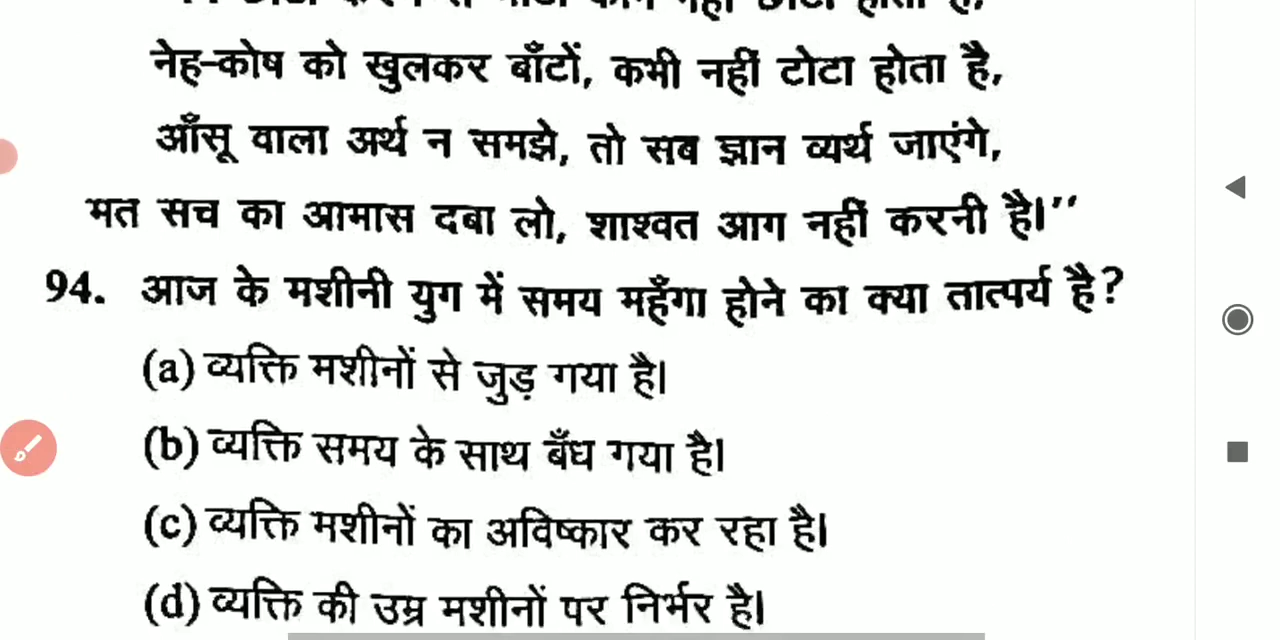 नेह-कोष को खुलकर बाँटों, कभी नहीं टोटा होता है,
आँसू वाला अर्थ न समझे, तो सब ज्ञान व्यर्थ जाएंगे,
मत सच का आमास दबा लो, शाश्वत आग नहीं करनी है।’’
94. आज के मशीनी युग में समय महँगा होने का क्या तात्पर्य है?
(a) व्यक्ति मशीनों से जुड़ गया है।
(b) व्यक्ति समय के साथ बँध गया है।
(c) व्यक्ति मशीनों का अविष्कार कर रहा है।
(d) व्यक्ति की उम्र मशीनों पर निर्भर है।